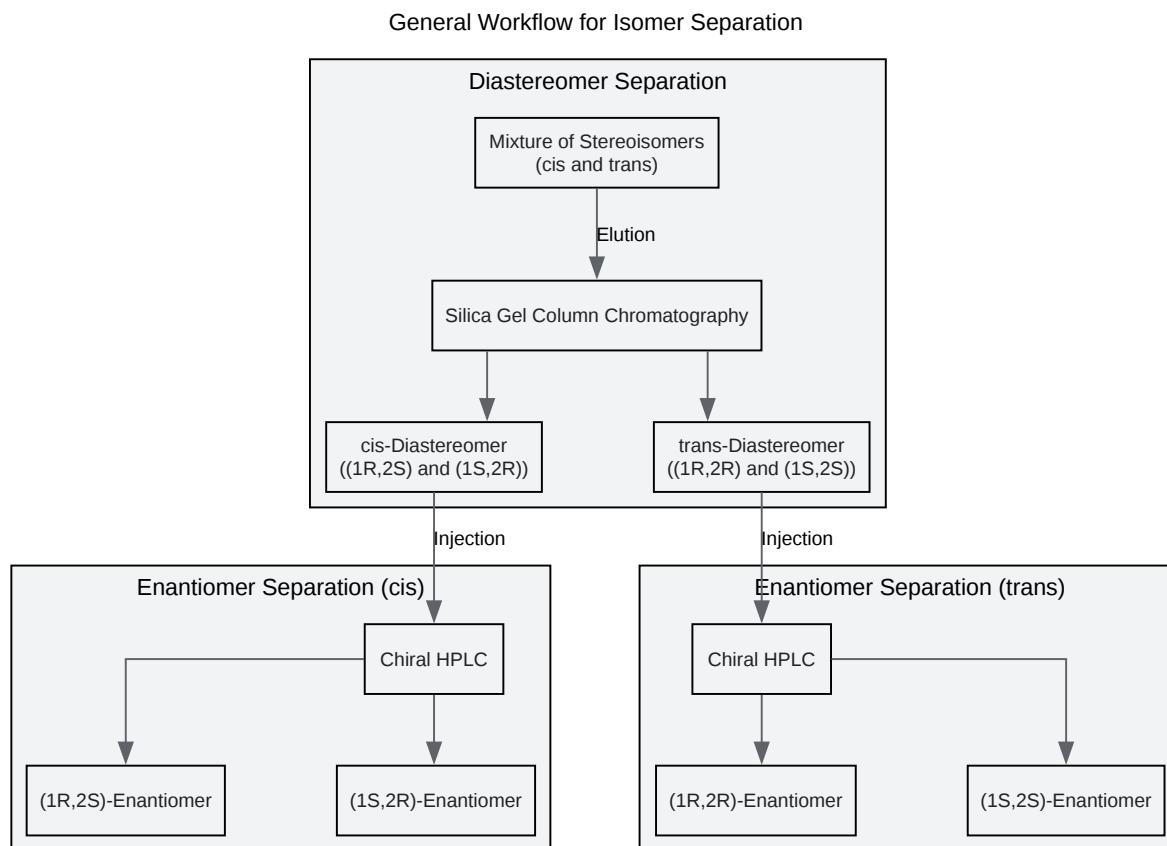 General Workflow for Isomer Separation
Diastereomer Separation
Mixture of Stereoisomers
(cis and trans)
Elution
Silica Gel Column Chromatography
cis-Diastereomer
((1R,2S) and (1S,2R))
trans-Diastereomer
((1R,2R) and (1S,2S))
Injection
Injection
Enantiomer Separation (cis)
Enantiomer Separation (trans)
Chiral HPLC
Chiral HPLC
(1R,2S)-Enantiomer
(1S,2R)-Enantiomer
(1R,2R)-Enantiomer
(1S,2S)-Enantiomer